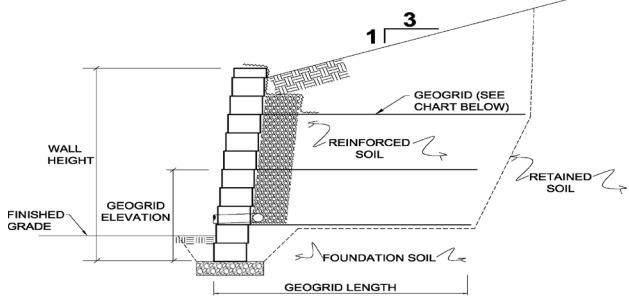 1 3
GEOGRID (SEE
CHART BELOW)
WALL
HEIGHT
REINFORCED
SOIL
RETAINED
SOIL
GEOGRID
ELEVATION
FINISHED
GRADE
FOUNDATION SOIL
GEOGRID LENGTH